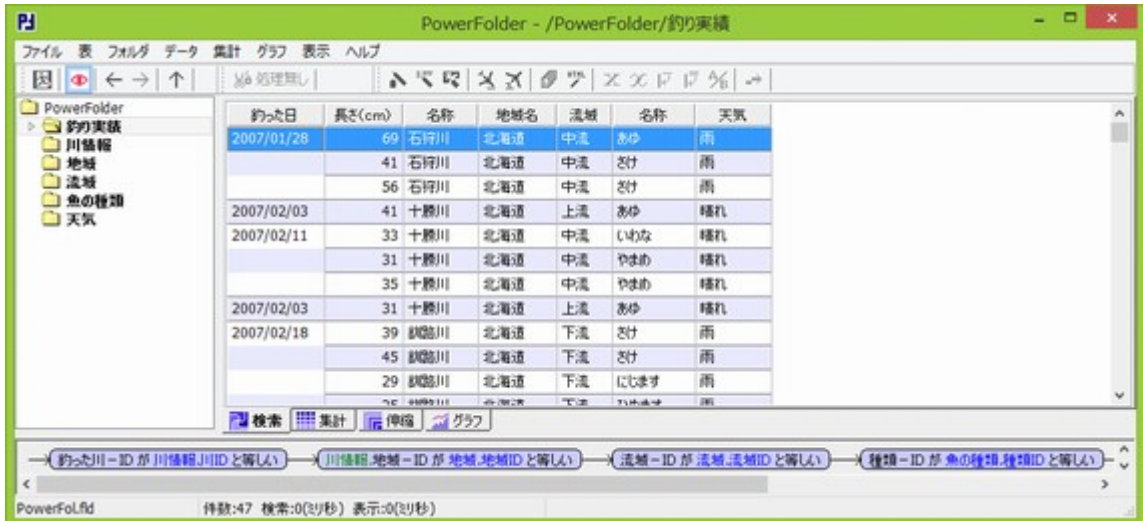 PowerFolder - /PowerFolder/釣り実績
ファイル 表 フォルダ データ 集計 グラフ 表示 ヘルプ
処理無し
PowerFolder
釣り実績
川情報
地域
流域
魚の種類
天気
釣った日 長さ(cm) 名称 地域名 流域 名称 天気
2007/01/28 69 石狩川 北海道 中流 あゆ 雨
41 石狩川 北海道 中流 さけ 雨
56 石狩川 北海道 中流 さけ 雨
2007/02/03 41 十勝川 北海道 上流 あゆ 晴れ
2007/02/11 33 十勝川 北海道 中流 いわな 晴れ
31 十勝川 北海道 中流 やまめ 晴れ
35 十勝川 北海道 中流 やまめ 晴れ
2007/02/03 31 十勝川 北海道 上流 あゆ 晴れ
2007/02/18 39 釧路川 北海道 下流 さけ 雨
45 釧路川 北海道 下流 さけ 雨
29 釧路川 北海道 下流 にじます 雨
検索 集計 伸縮 グラフ
釣った川－ID が 川情報.川ID と等しい 川情報.地域－ID が 地域.地域ID と等しい 流域－ID が 流域.流域ID と等しい 種類－ID が 魚の種類.種類ID と等しい
PowerFol.fld 件数:47 検索:0(ミリ秒) 表示:0(ミリ秒)